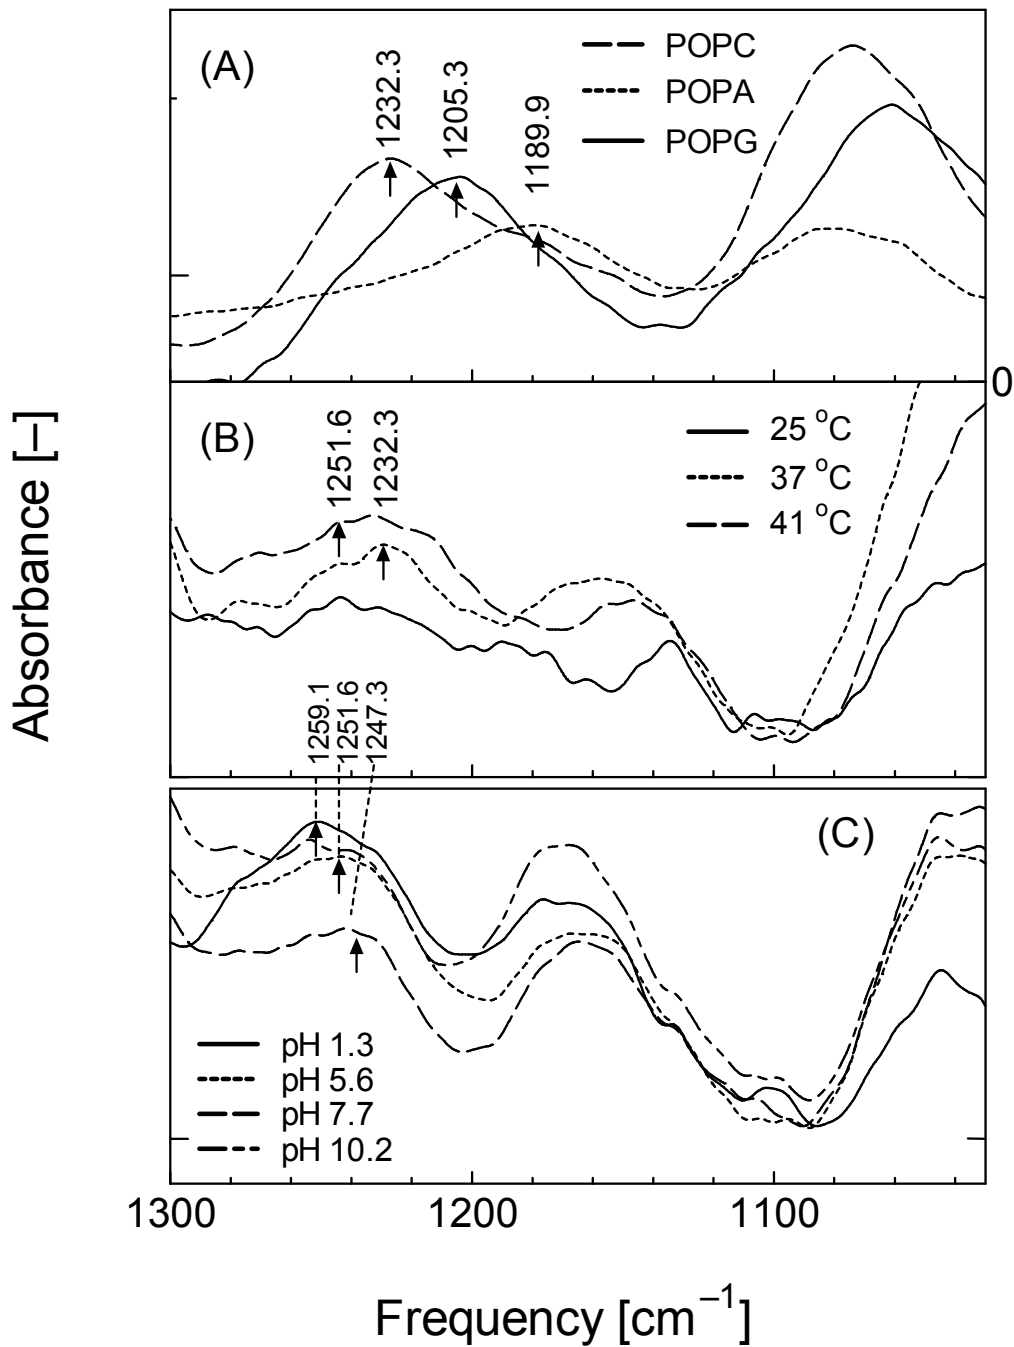 (A)
1232.3
1205.3
1189.9
POPC
POPA
POPG
0
(B)
1251.6
1232.3
25 °C
37 °C
41 °C
Absorbance [–]
1259.1
1251.6
1247.3
(C)
pH 1.3
pH 5.6
pH 7.7
pH 10.2
1300
1200
1100
Frequency [cm⁻¹]